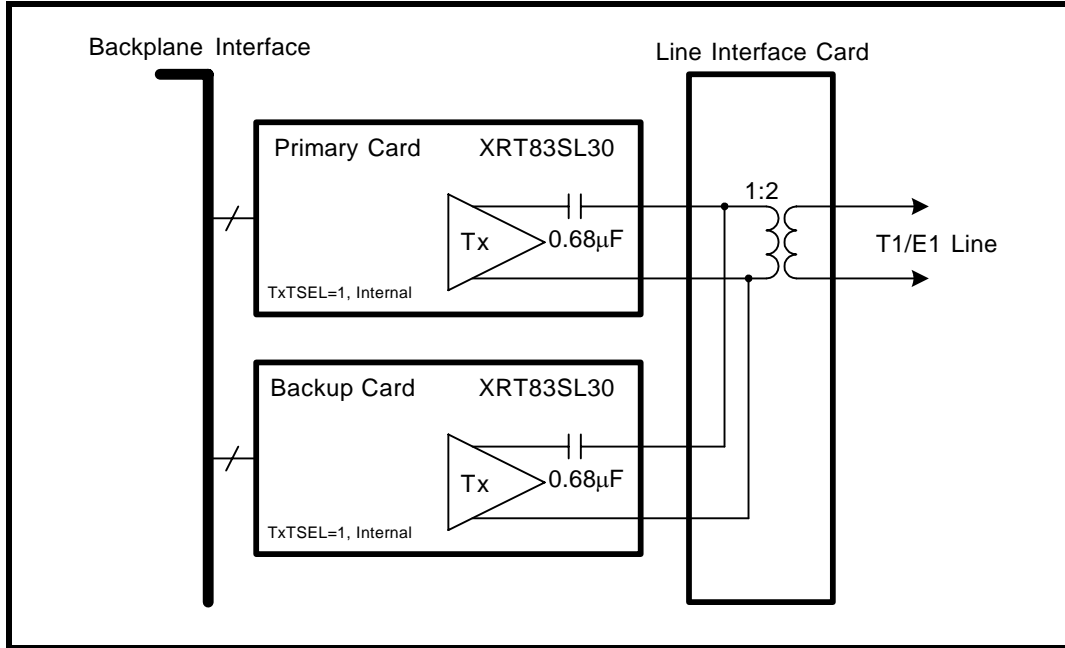 Backplane Interface
Line Interface Card
Primary Card XRT83SL30
1:2
Tx
0.68μF
T1/E1 Line
TxTSEL=1, Internal
Backup Card XRT83SL30
Tx
0.68μF
TxTSEL=1, Internal